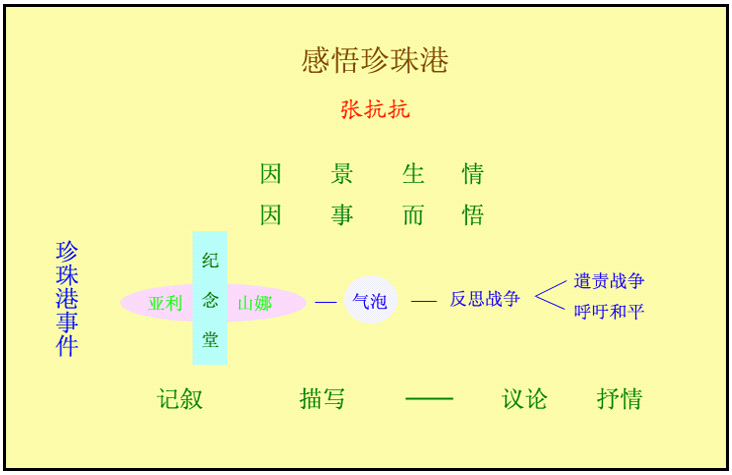 感悟珍珠港
张抗抗
因 景 生 情
因 事 而 悟
珍珠港事件
纪念堂
亚利 山娜
气泡
反思战争
遣责战争
呼吁和平
记叙 描写 —— 议论 抒情